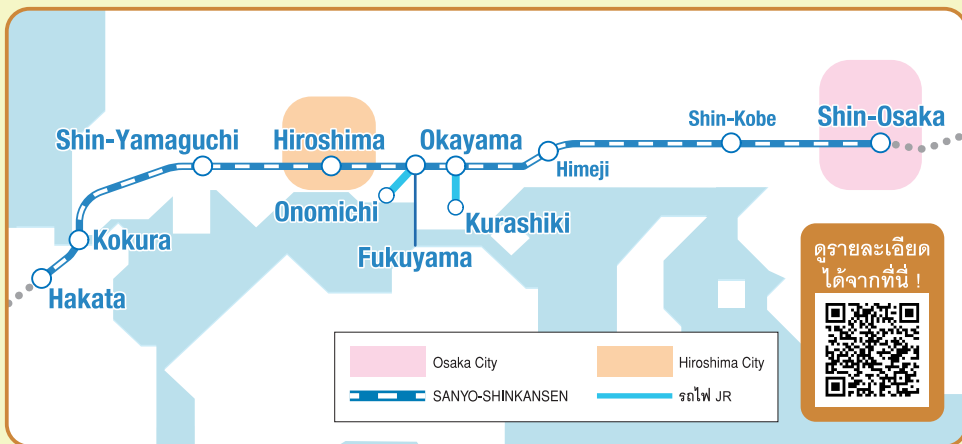 Shin-Kobe
Shin-Osaka
Shin-Yamaguchi
Hiroshima
Okayama
Himeji
Onomichi
Kurashiki
Kokura
Fukuyama
Hakata
ดูรายละเอียด
ได้จากที่นี่ !
Osaka City
Hiroshima City
SANYO-SHINKANSEN
รถไฟ JR